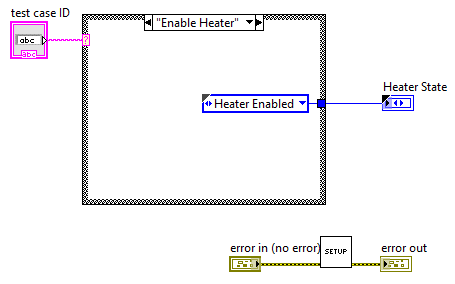 test case ID
abc
abc
"Enable Heater"
?
Heater Enabled
Heater State
error in (no error)
SETUP
error out